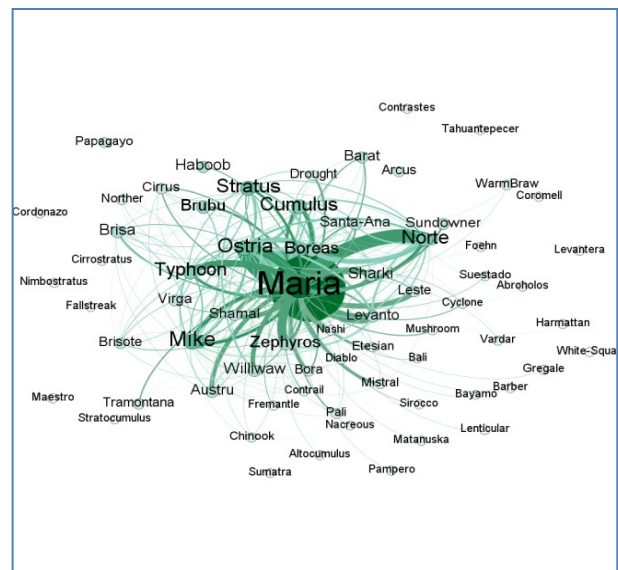 Contrastes
Tahuantepecer
Papagayo
Barat
Haboob
Drought
Arcus
Cirrus
Stratus
WarmBraw
Norther
Brubu
Cumulus
Coromell
Cordonazo
Brisa
Santa-Ana
Sundowner
Norte
Ostria
Boreas
Foehn
Levantera
Cirrostratus
Typhoon
Sharki
Suestado
Nimbostratus
Maria
Leste
Abroholos
Virga
Cyclone
Fallstreak
Shamal
Levanto
Harmattan
Nashi
Mushroom
Brisote
Mike
Zephyros
Etesian
Vardar
White-Squa
Diablo
Bali
Williwaw
Bora
Gregale
Austru
Contrail
Mistral
Barber
Maestro
Tramontana
Fremantle
Sirocco
Bayamo
Stratocumulus
Pali
Nacreous
Chinook
Matanuska
Lenticular
Altocumulus
Sumatra
Pampero